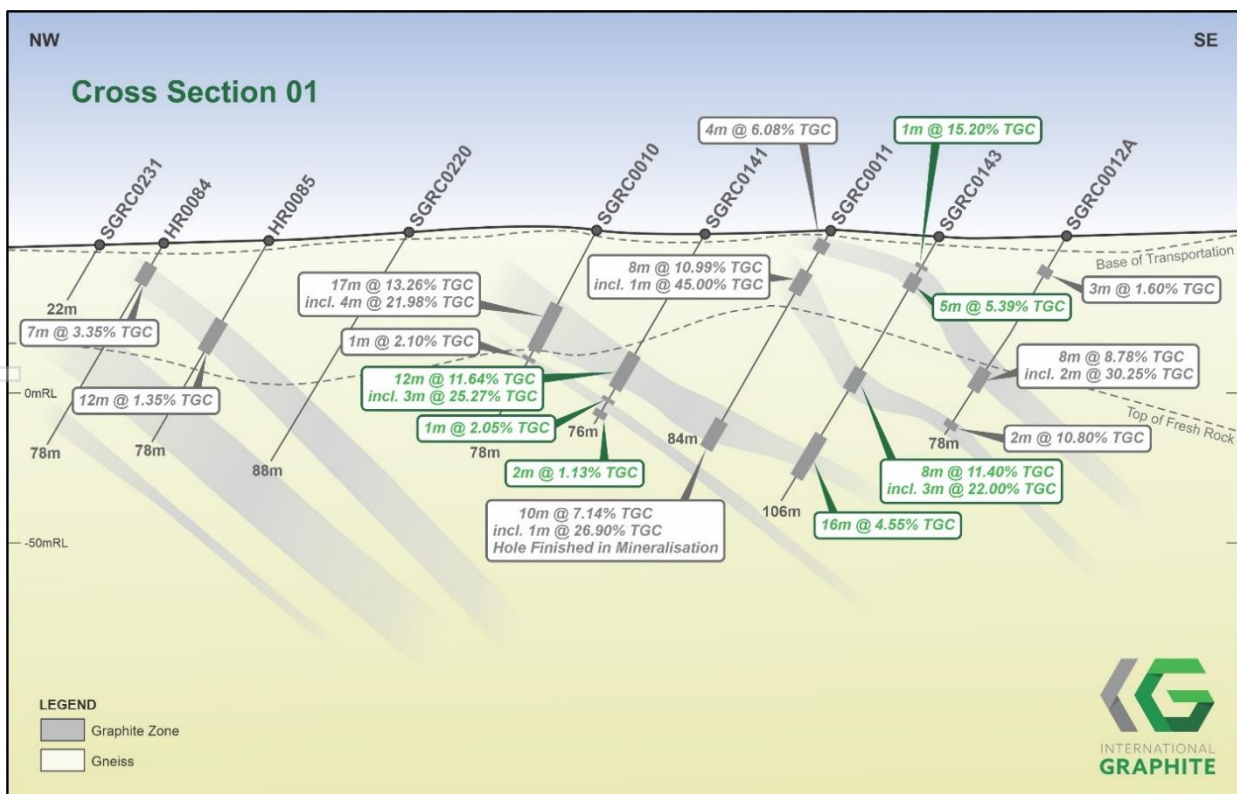 NW
SE
Cross Section 01
4m @ 6.08% TGC
1m @ 15.20% TGC
SGRC0231
HR0084
HR0085
SGRC0220
SGRC0010
SGRC0141
SGRC0011
SGRC0143
SGRC0012A
Base of Transportation
8m @ 10.99% TGC
incl. 1m @ 45.00% TGC
17m @ 13.26% TGC
incl. 4m @ 21.98% TGC
3m @ 1.60% TGC
22m
5m @ 5.39% TGC
7m @ 3.35% TGC
1m @ 2.10% TGC
8m @ 8.78% TGC
incl. 2m @ 30.25% TGC
12m @ 11.64% TGC
incl. 3m @ 25.27% TGC
0mRL
12m @ 1.35% TGC
Top of Fresh Rock
1m @ 2.05% TGC
76m
84m
78m
2m @ 10.80% TGC
78m
78m
78m
88m
2m @ 1.13% TGC
8m @ 11.40% TGC
incl. 3m @ 22.00% TGC
106m
10m @ 7.14% TGC
incl. 1m @ 26.90% TGC
Hole Finished in Mineralisation
16m @ 4.55% TGC
-50mRL
LEGEND
Graphite Zone
Gneiss
INTERNATIONAL
GRAPHITE